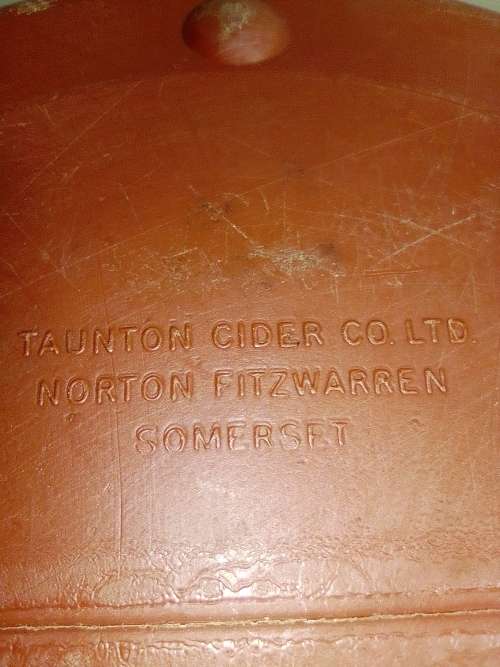 TAUNTON CIDER CO. LTD.
NORTON FITZWARREN
SOMERSET